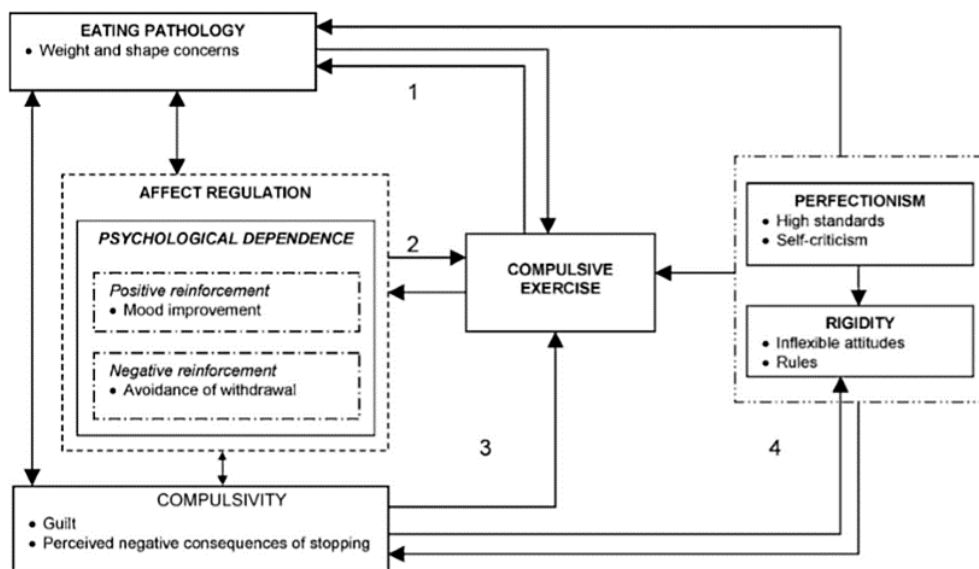 EATING PATHOLOGY
• Weight and shape concerns
1
AFFECT REGULATION
PSYCHOLOGICAL DEPENDENCE
Positive reinforcement
• Mood improvement
Negative reinforcement
• Avoidance of withdrawal
2
COMPULSIVE
EXERCISE
PERFECTIONISM
• High standards
• Self-criticism
RIGIDITY
• Inflexible attitudes
• Rules
3
4
COMPULSIVITY
• Guilt
• Perceived negative consequences of stopping